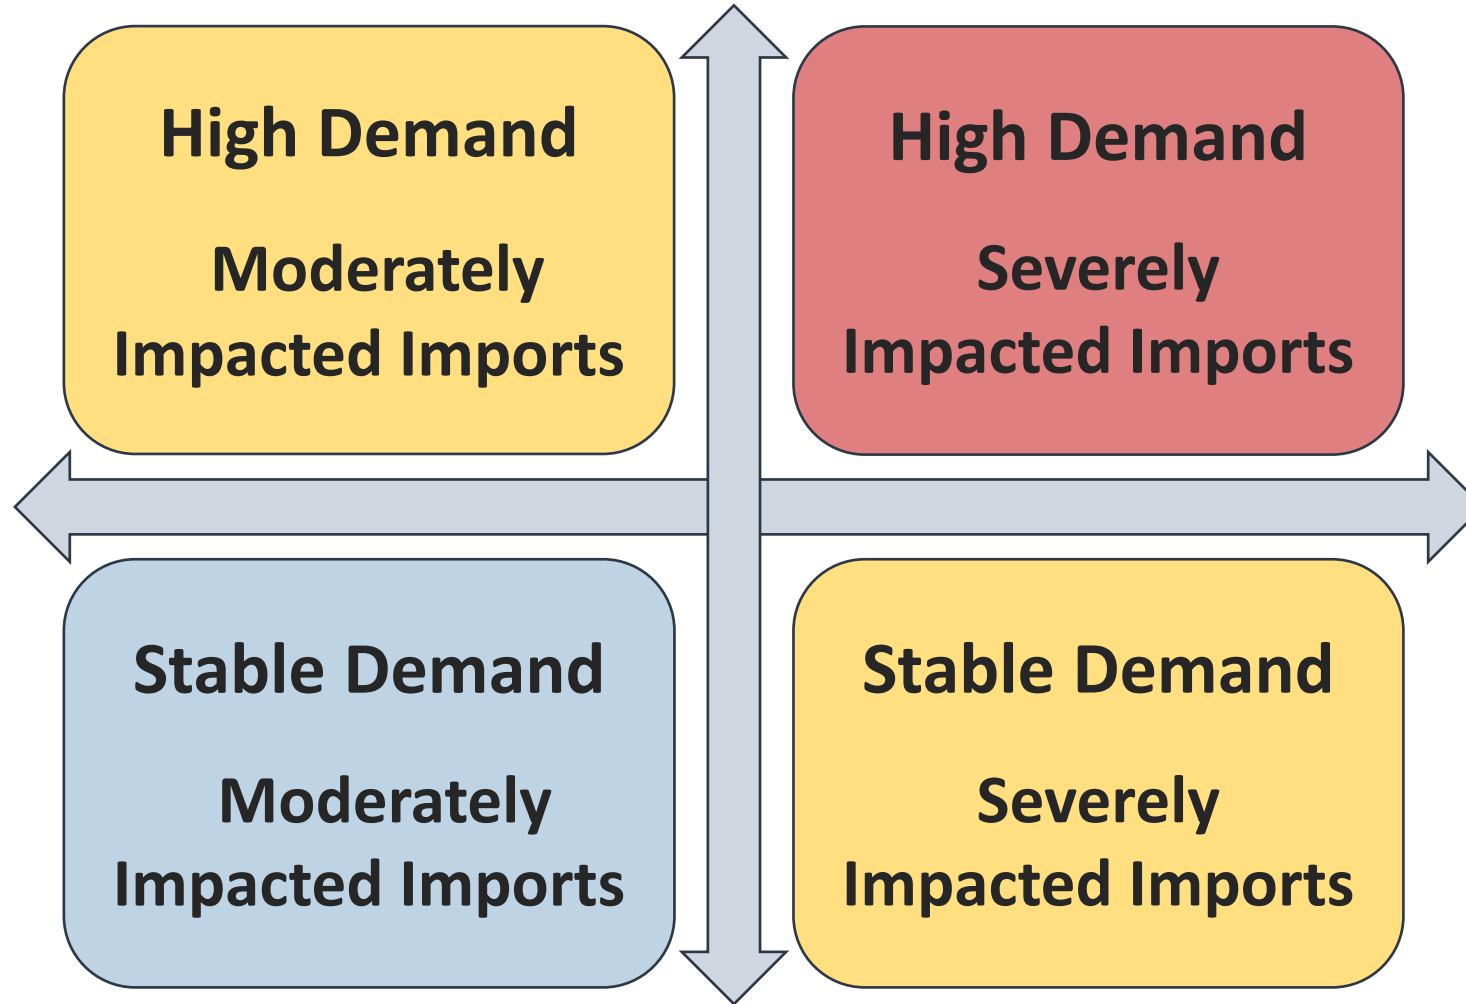 High Demand
Moderately
Impacted Imports
High Demand
Severely
Impacted Imports
Stable Demand
Moderately
Impacted Imports
Stable Demand
Severely
Impacted Imports